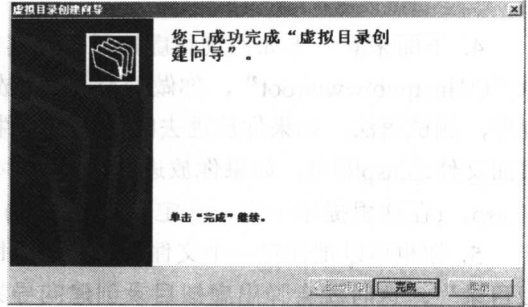 虚拟目录创建向导
您已成功完成“虚拟目录创
建向导”。
单击“完成”继续。
完成